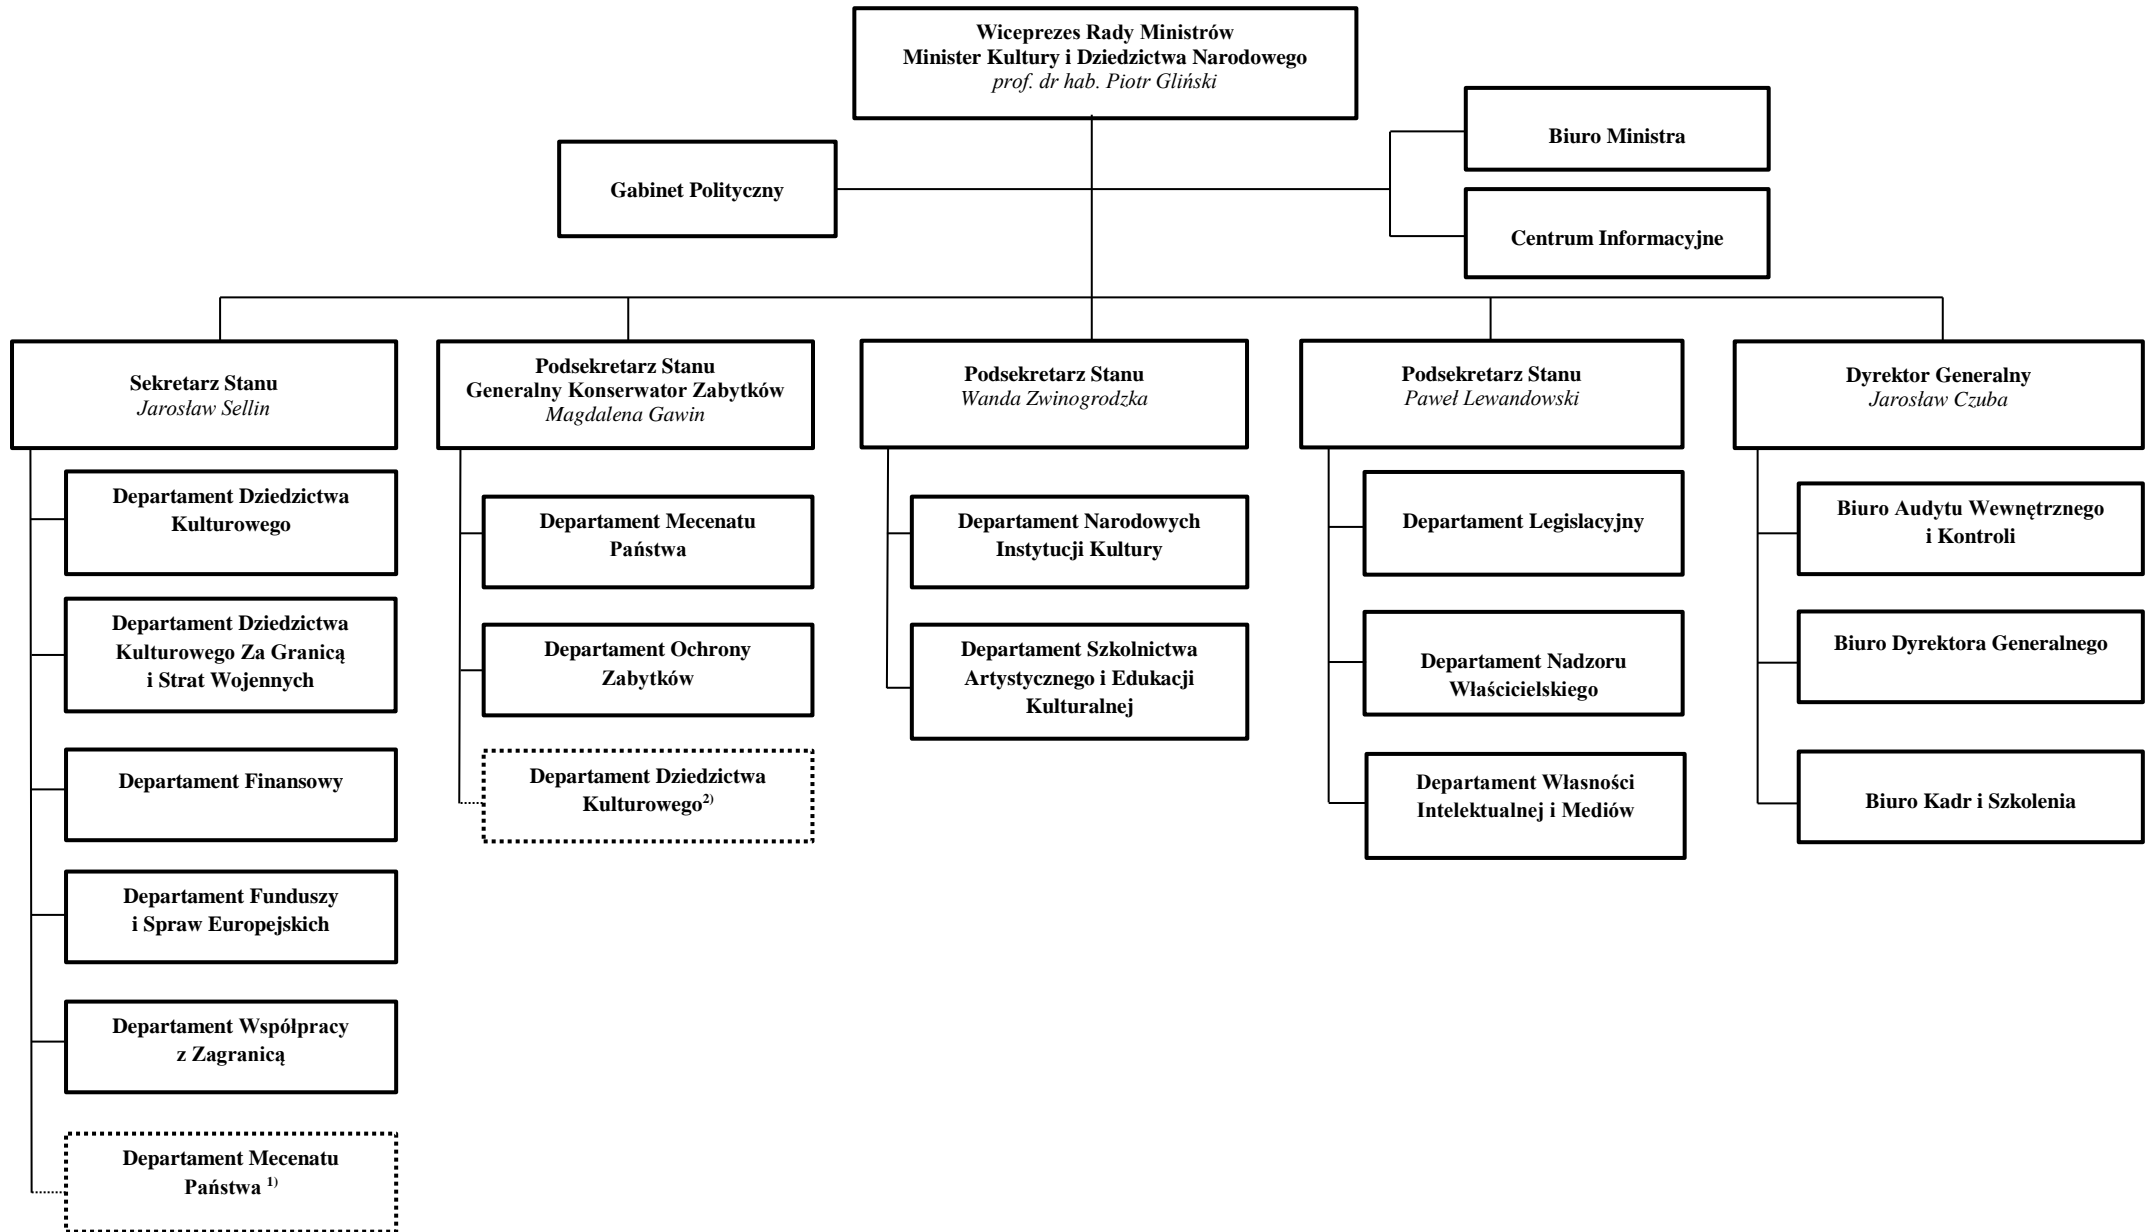 Wiceprezes Rady Ministrów
Minister Kultury i Dziedzictwa Narodowego
prof. dr hab. Piotr Gliński
Biuro Ministra
Gabinet Polityczny
Centrum Informacyjne
Sekretarz Stanu
Jarosław Sellin
Departament Dziedzictwa
Kulturowego
Departament Dziedzictwa
Kulturowego Za Granicą
i Strat Wojennych
Departament Finansowy
Departament Funduszy
i Spraw Europejskich
Departament Współpracy
z Zagranicą
Departament Mecenatu
Państwa 1)
Podsekretarz Stanu
Generalny Konserwator Zabytków
Magdalena Gawin
Departament Mecenatu
Państwa
Departament Ochrony
Zabytków
Departament Dziedzictwa
Kulturowego2)
Podsekretarz Stanu
Wanda Zwinogrodzka
Departament Narodowych
Instytucji Kultury
Departament Szkolnictwa
Artystycznego i Edukacji
Kulturalnej
Podsekretarz Stanu
Paweł Lewandowski
Departament Legislacyjny
Departament Nadzoru
Właścicielskiego
Departament Własności
Intelektualnej i Mediów
Dyrektor Generalny
Jarosław Czuba
Biuro Audytu Wewnętrznego
i Kontroli
Biuro Dyrektora Generalnego
Biuro Kadr i Szkolenia